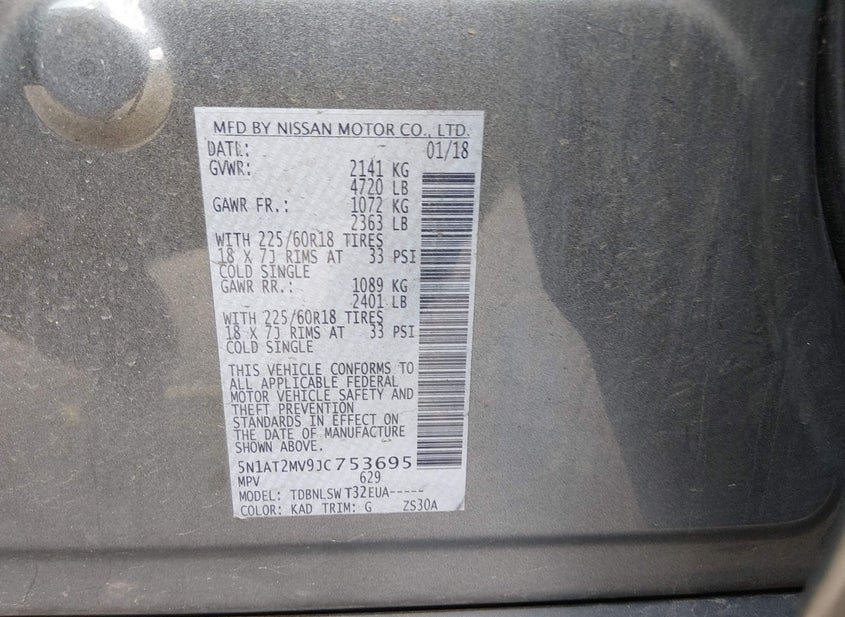 MFD BY NISSAN MOTOR CO., LTD.
DATE: 01/18
GVWR: 2141 KG
4720 LB
GAWR FR.: 1072 KG
2363 LB
WITH 225/60R18 TIRES
18 X 7J RIMS AT 33 PSI
COLD SINGLE
GAWR RR.: 1089 KG
2401 LB
WITH 225/60R18 TIRES
18 X 7J RIMS AT 33 PSI
COLD SINGLE
THIS VEHICLE CONFORMS TO
ALL APPLICABLE FEDERAL
MOTOR VEHICLE SAFETY AND
THEFT PREVENTION
STANDARDS IN EFFECT ON
THE DATE OF MANUFACTURE
SHOWN ABOVE.
5N1AT2MV9JC753695
MPV 629
MODEL: TDBNLSWT32EUA-----
COLOR: KAD TRIM: G ZS30A